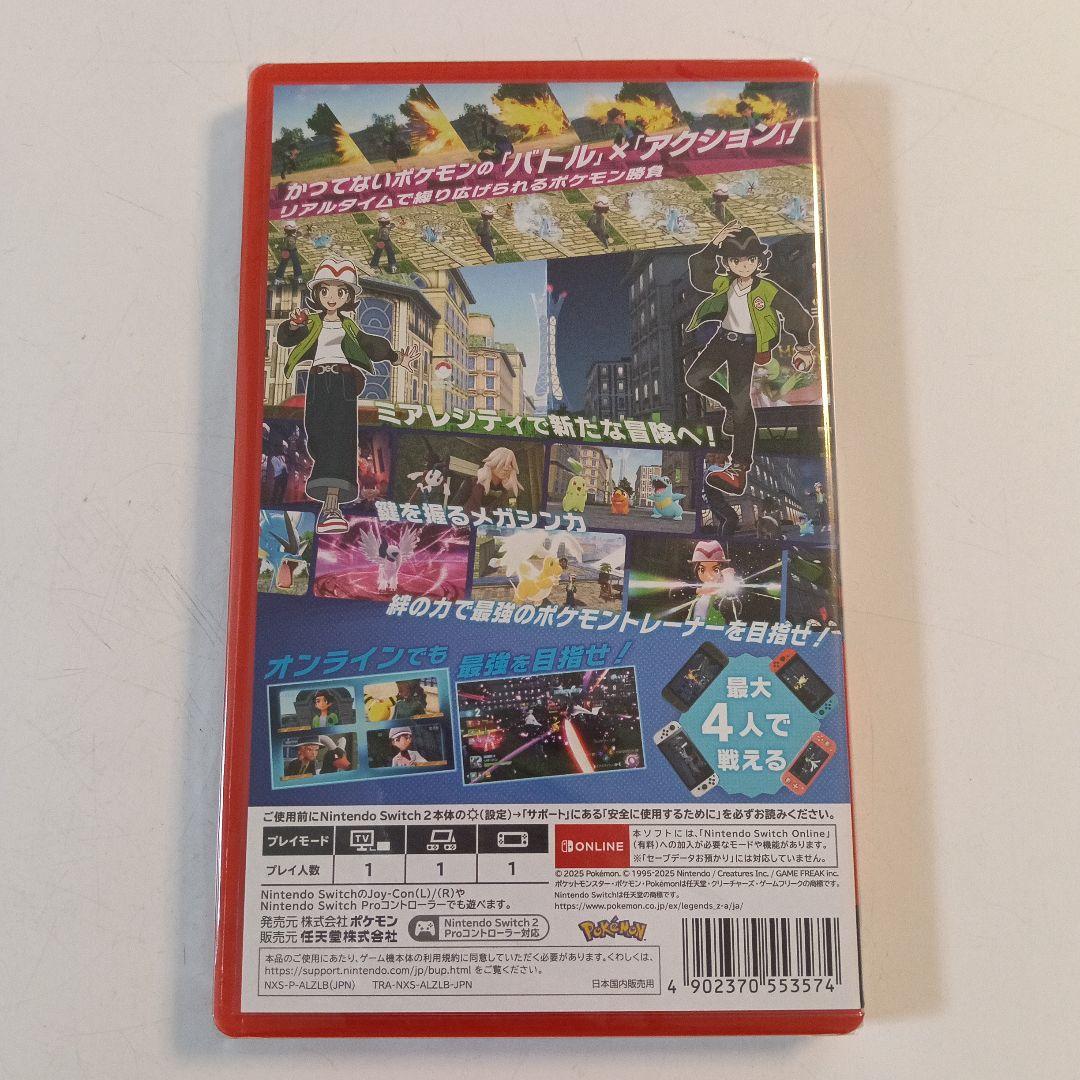 かつてないポケモンの「バトル」×「アクション」!
リアルタイムで繰り広げられるポケモン勝負
ミアレシティで新たな冒険へ!
鍵を握るメガシンカ
絆の力で最強のポケモントレーナーを目指せ!
オンラインでも 最強を目指せ!
最大
4人で
戦える
ご使用前にNintendo Switch 2本体の(設定)→「サポート」にある「安全に使用するために」を必ずお読みください。
プレイモード TV
プレイ人数 1 1 1
ONLINE
本ソフトには、「Nintendo Switch Online」
(有料)への加入が必要なモードや機能があります。
※「セーブデータお預かり」には対応していません。
Nintendo SwitchのJoy-Con(L)/(R)や
Nintendo Switch Proコントローラーでも遊べます。
© 2025 Pokémon. © 1995-2025 Nintendo / Creatures Inc. / GAME FREAK inc.
ポケットモンスター・ポケモン・Pokémonは任天堂・クリーチャーズ・ゲームフリークの商標です。
Nintendo Switchは任天堂の商標です。
https://www.pokemon.co.jp/ex/legends_z-a/ja/
発売元 株式会社ポケモン
販売元 任天堂株式会社
Nintendo Switch 2
Proコントローラー対応
POKéMON
本品のご使用にあたり、ゲーム機本体の利用規約に同意していただく必要があります。くわしくは、
https://support.nintendo.com/jp/bup.html をご覧ください。
NXS-P-ALZLB(JPN) TRA-NXS-ALZLB-JPN
日本国内販売用
4 902370 553574